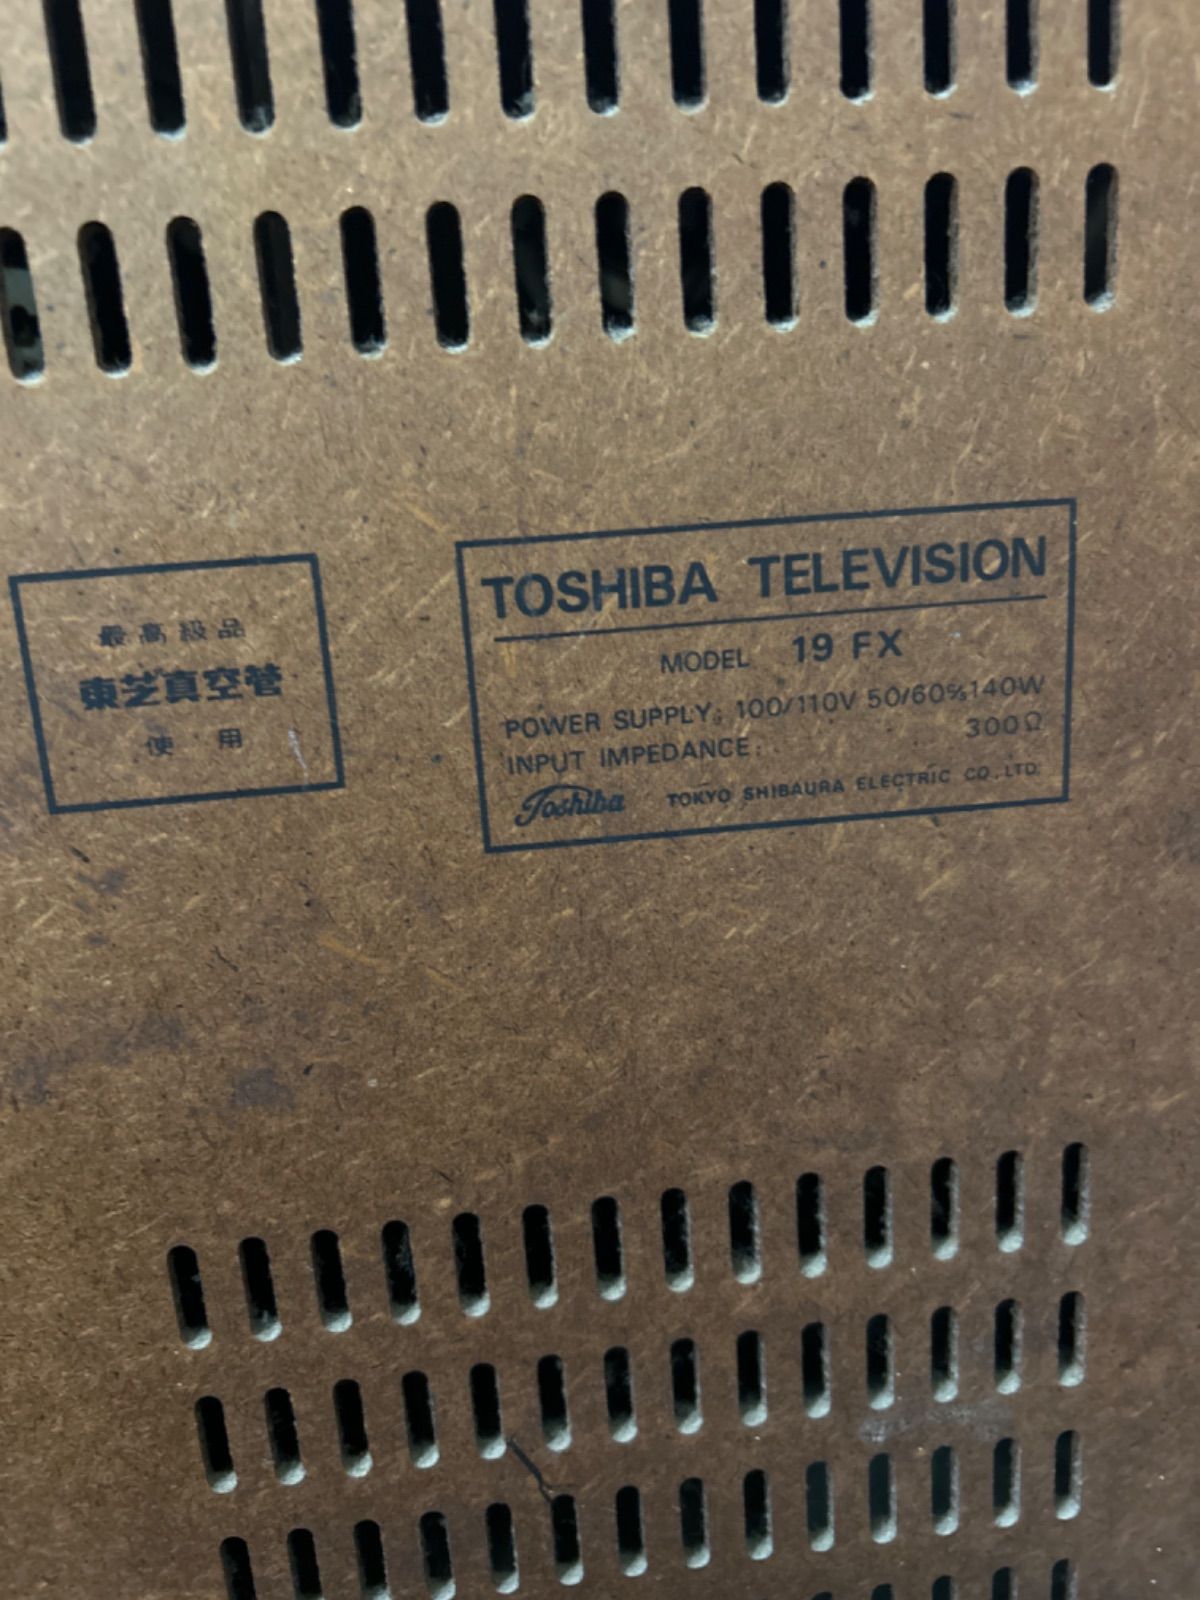 最高級品
東芝真空管
使用
TOSHIBA TELEVISION
MODEL 19 FX
POWER SUPPLY: 100/110V 50/60c/s 140W
INPUT IMPEDANCE: 300Ω
Toshiba TOKYO SHIBAURA ELECTRIC CO.,LTD.